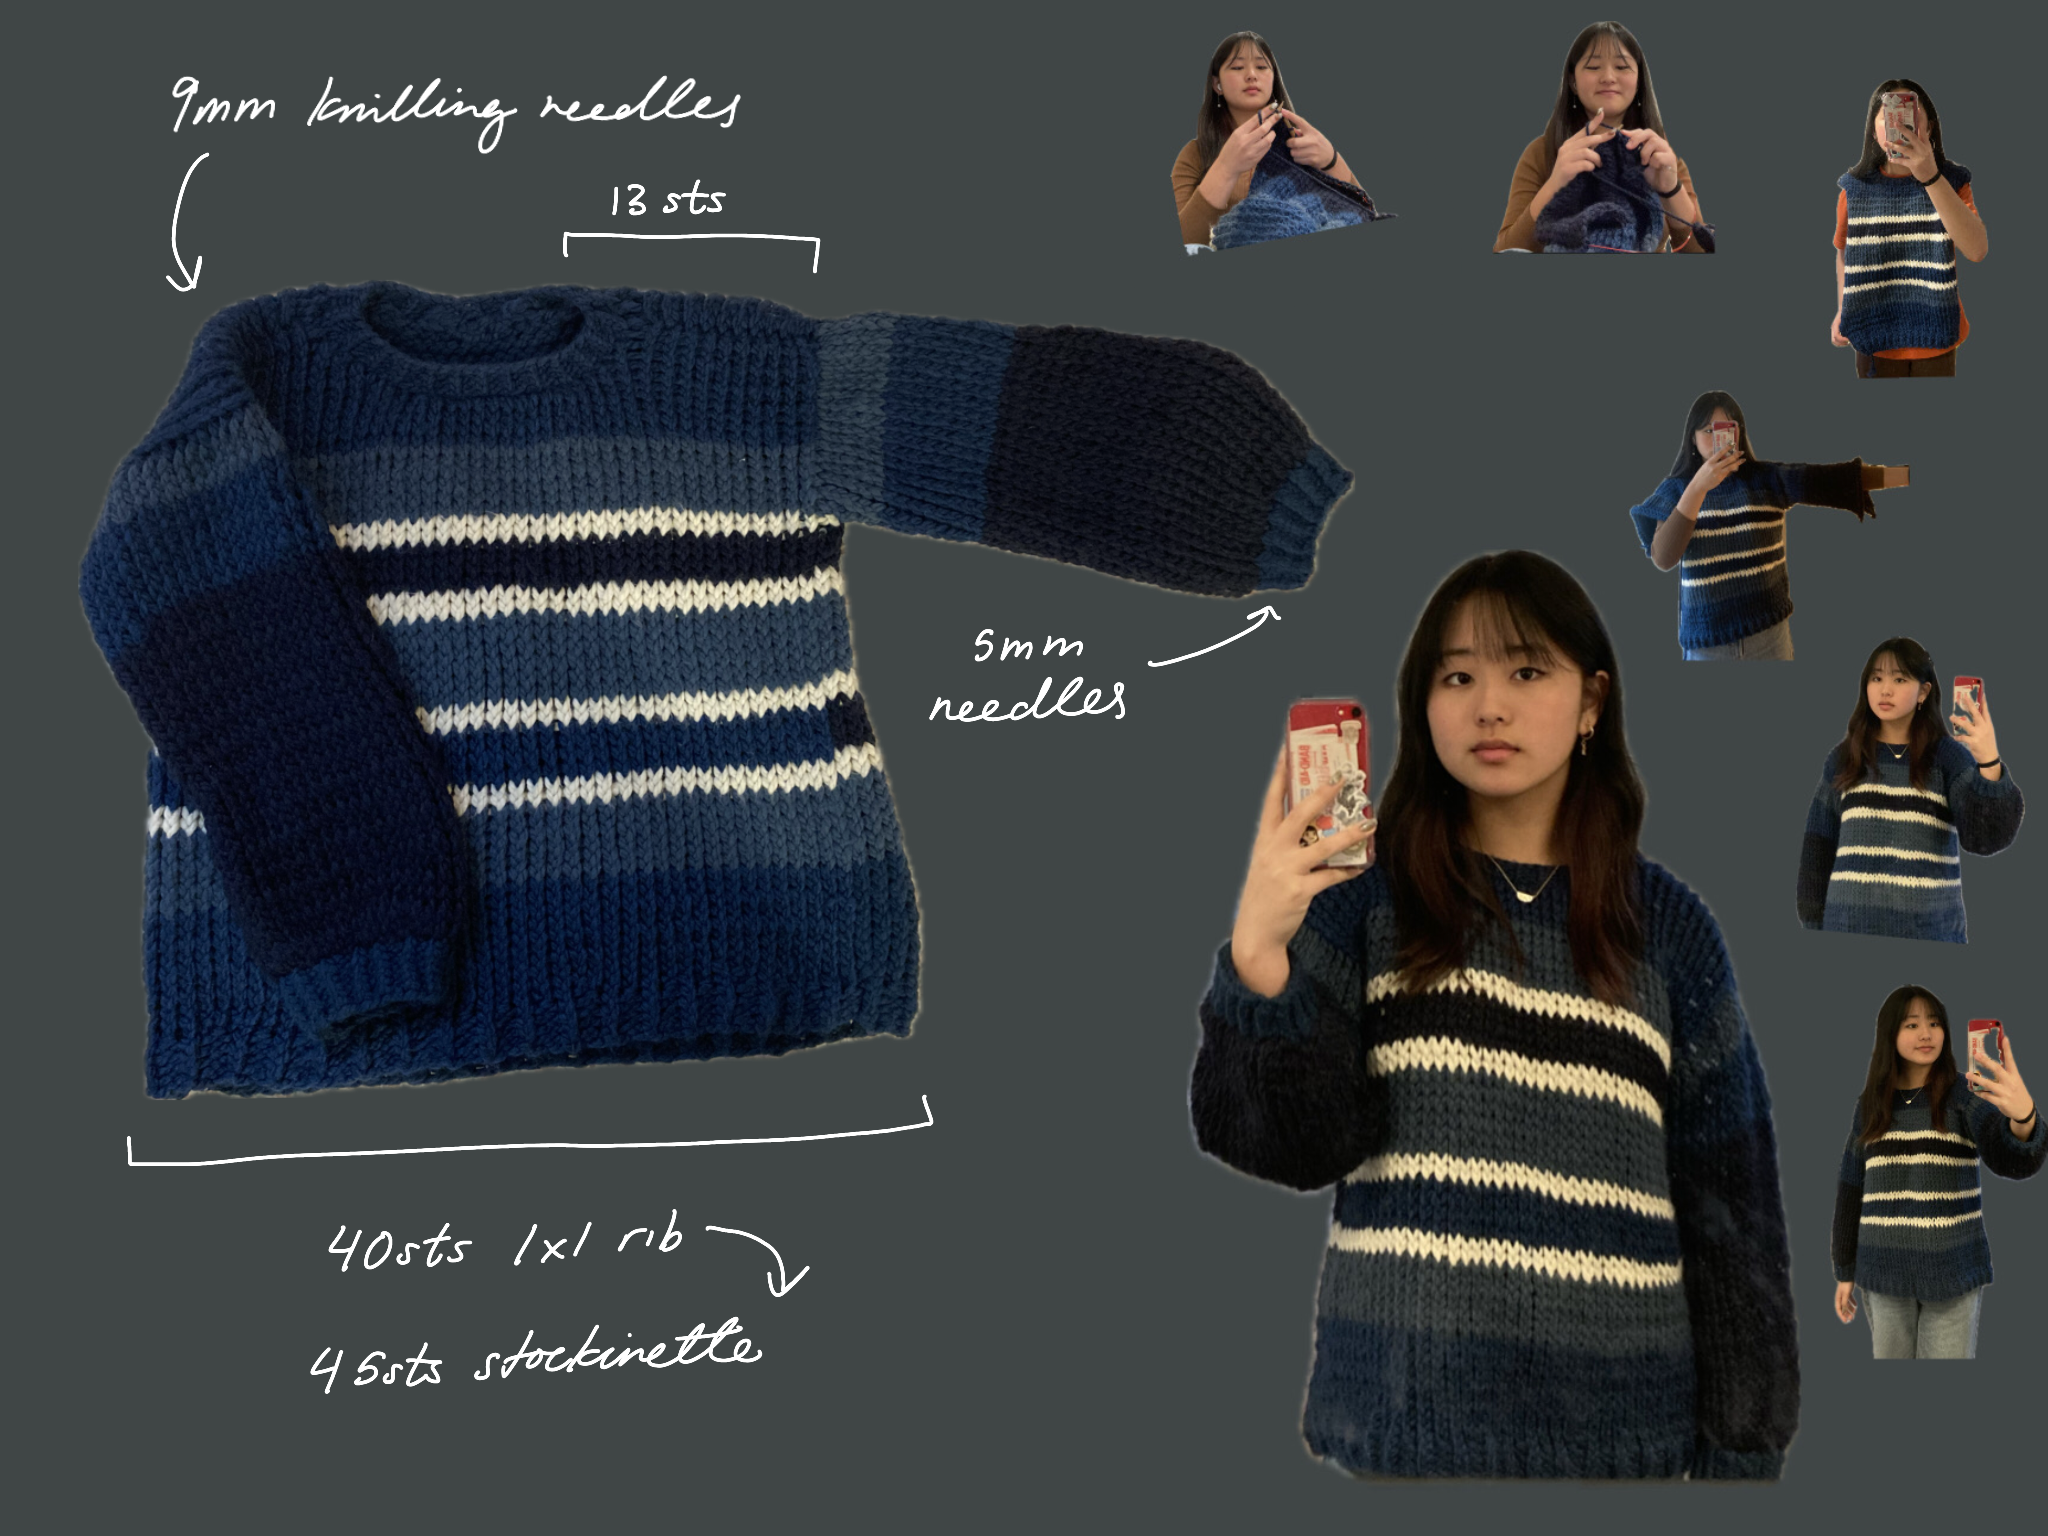 9mm knitting needles
13 sts
5mm
needles
40sts 1x1 rib
45sts stockinette